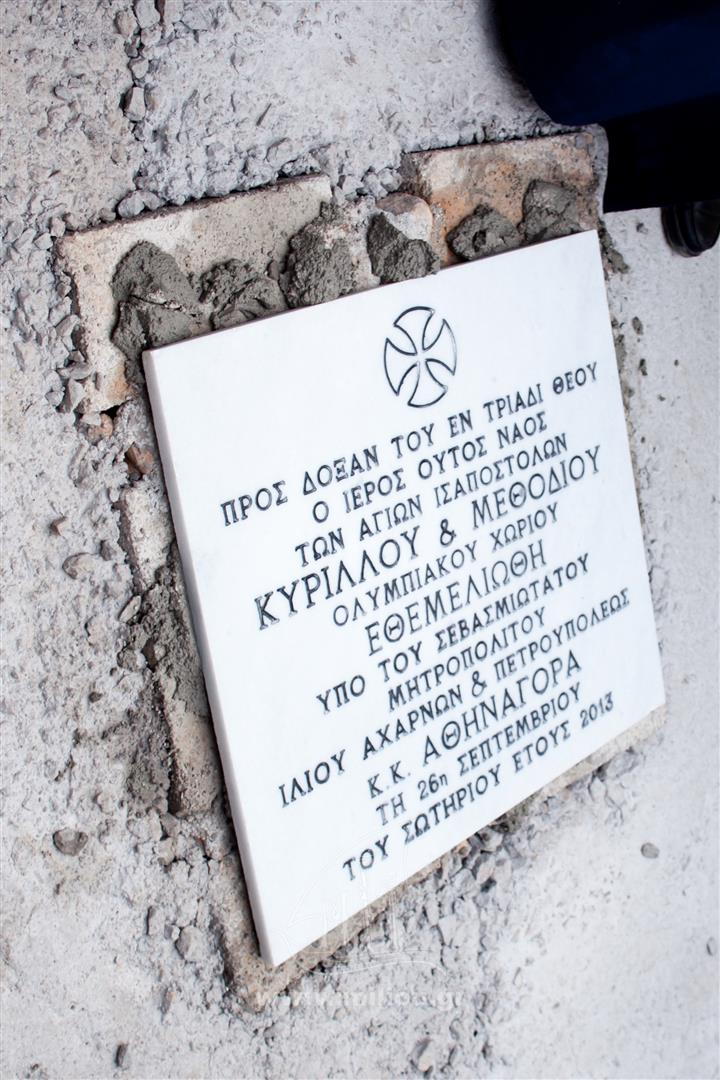 ΠΡΟΣ ΔΟΞΑΝ ΤΟΥ ΕΝ ΤΡΙΑΔΙ ΘΕΟΥ
Ο ΙΕΡΟΣ ΟΥΤΟΣ ΝΑΟΣ
ΤΩΝ ΑΓΙΩΝ ΙΣΑΠΟΣΤΟΛΩΝ
ΚΥΡΙΛΛΟΥ & ΜΕΘΟΔΙΟΥ
ΟΛΥΜΠΙΑΚΟΥ ΧΩΡΙΟΥ
ΕΘΕΜΕΛΙΩΘΗ
ΥΠΟ ΤΟΥ ΣΕΒΑΣΜΙΩΤΑΤΟΥ
ΜΗΤΡΟΠΟΛΙΤΟΥ
ΙΛΙΟΥ ΑΧΑΡΝΩΝ & ΠΕΤΡΟΥΠΟΛΕΩΣ
Κ.Κ. ΑΘΗΝΑΓΟΡΑ
ΤΗ 26η ΣΕΠΤΕΜΒΡΙΟΥ
ΤΟΥ ΣΩΤΗΡΙΟΥ ΕΤΟΥΣ 2013